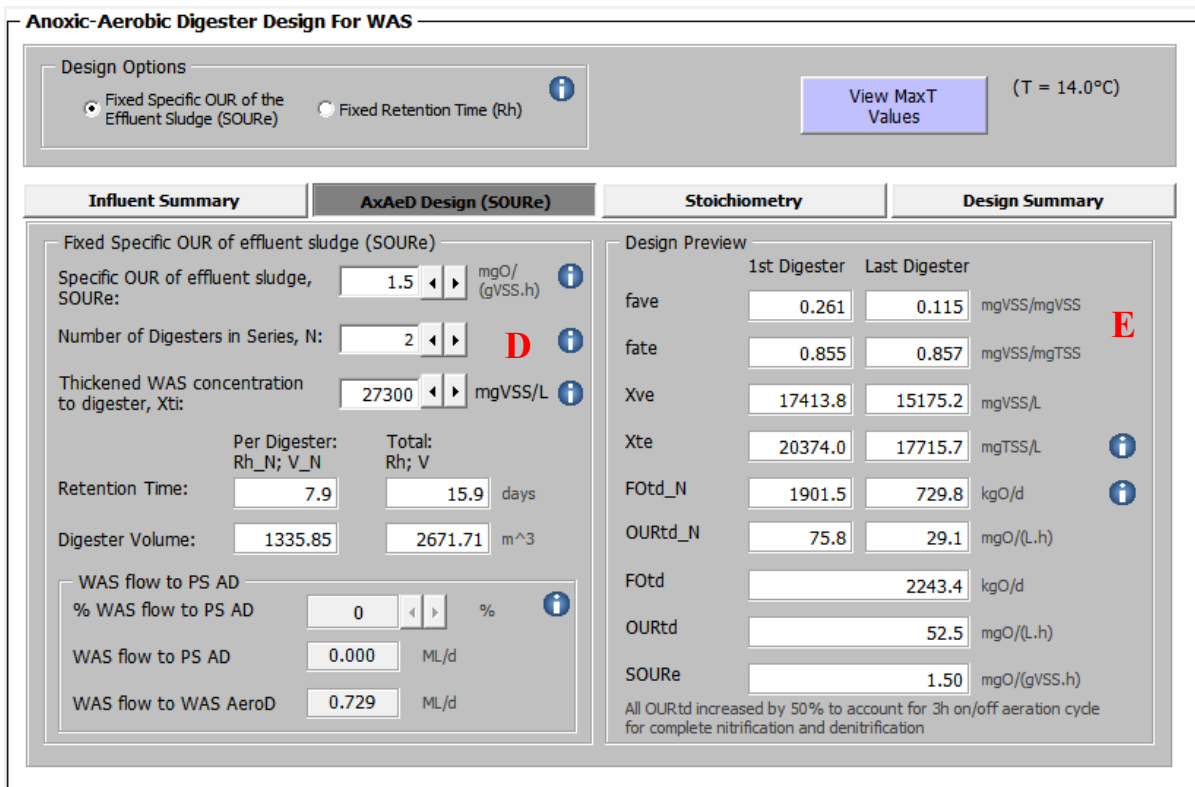 Anoxic-Aerobic Digester Design For WAS
Design Options
Fixed Specific OUR of the
Effluent Sludge (SOURe)
Fixed Retention Time (Rh)
View MaxT
Values
(T = 14.0°C)
Influent Summary
AxAeD Design (SOURe)
Stoichiometry
Design Summary
Fixed Specific OUR of effluent sludge (SOURe)
Specific OUR of effluent sludge,
SOURe:
1.5
mgO/
(gVSS.h)
Number of Digesters in Series, N:
2
D
Thickened WAS concentration
to digester, Xti:
27300
mgVSS/L
Per Digester:
Rh_N; V_N
Total:
Rh; V
Retention Time:
7.9
15.9
days
Digester Volume:
1335.85
2671.71
m^3
WAS flow to PS AD
% WAS flow to PS AD
0
%
WAS flow to PS AD
0.000
ML/d
WAS flow to WAS AeroD
0.729
ML/d
Design Preview
1st Digester
Last Digester
fave
0.261
0.115
mgVSS/mgVSS
E
fate
0.855
0.857
mgVSS/mgTSS
Xve
17413.8
15175.2
mgVSS/L
Xte
20374.0
17715.7
mgTSS/L
FOtd_N
1901.5
729.8
kgO/d
OURtd_N
75.8
29.1
mgO/(L.h)
FOtd
2243.4
kgO/d
OURtd
52.5
mgO/(L.h)
SOURe
1.50
mgO/(gVSS.h)
All OURtd increased by 50% to account for 3h on/off aeration cycle
for complete nitrification and denitrification